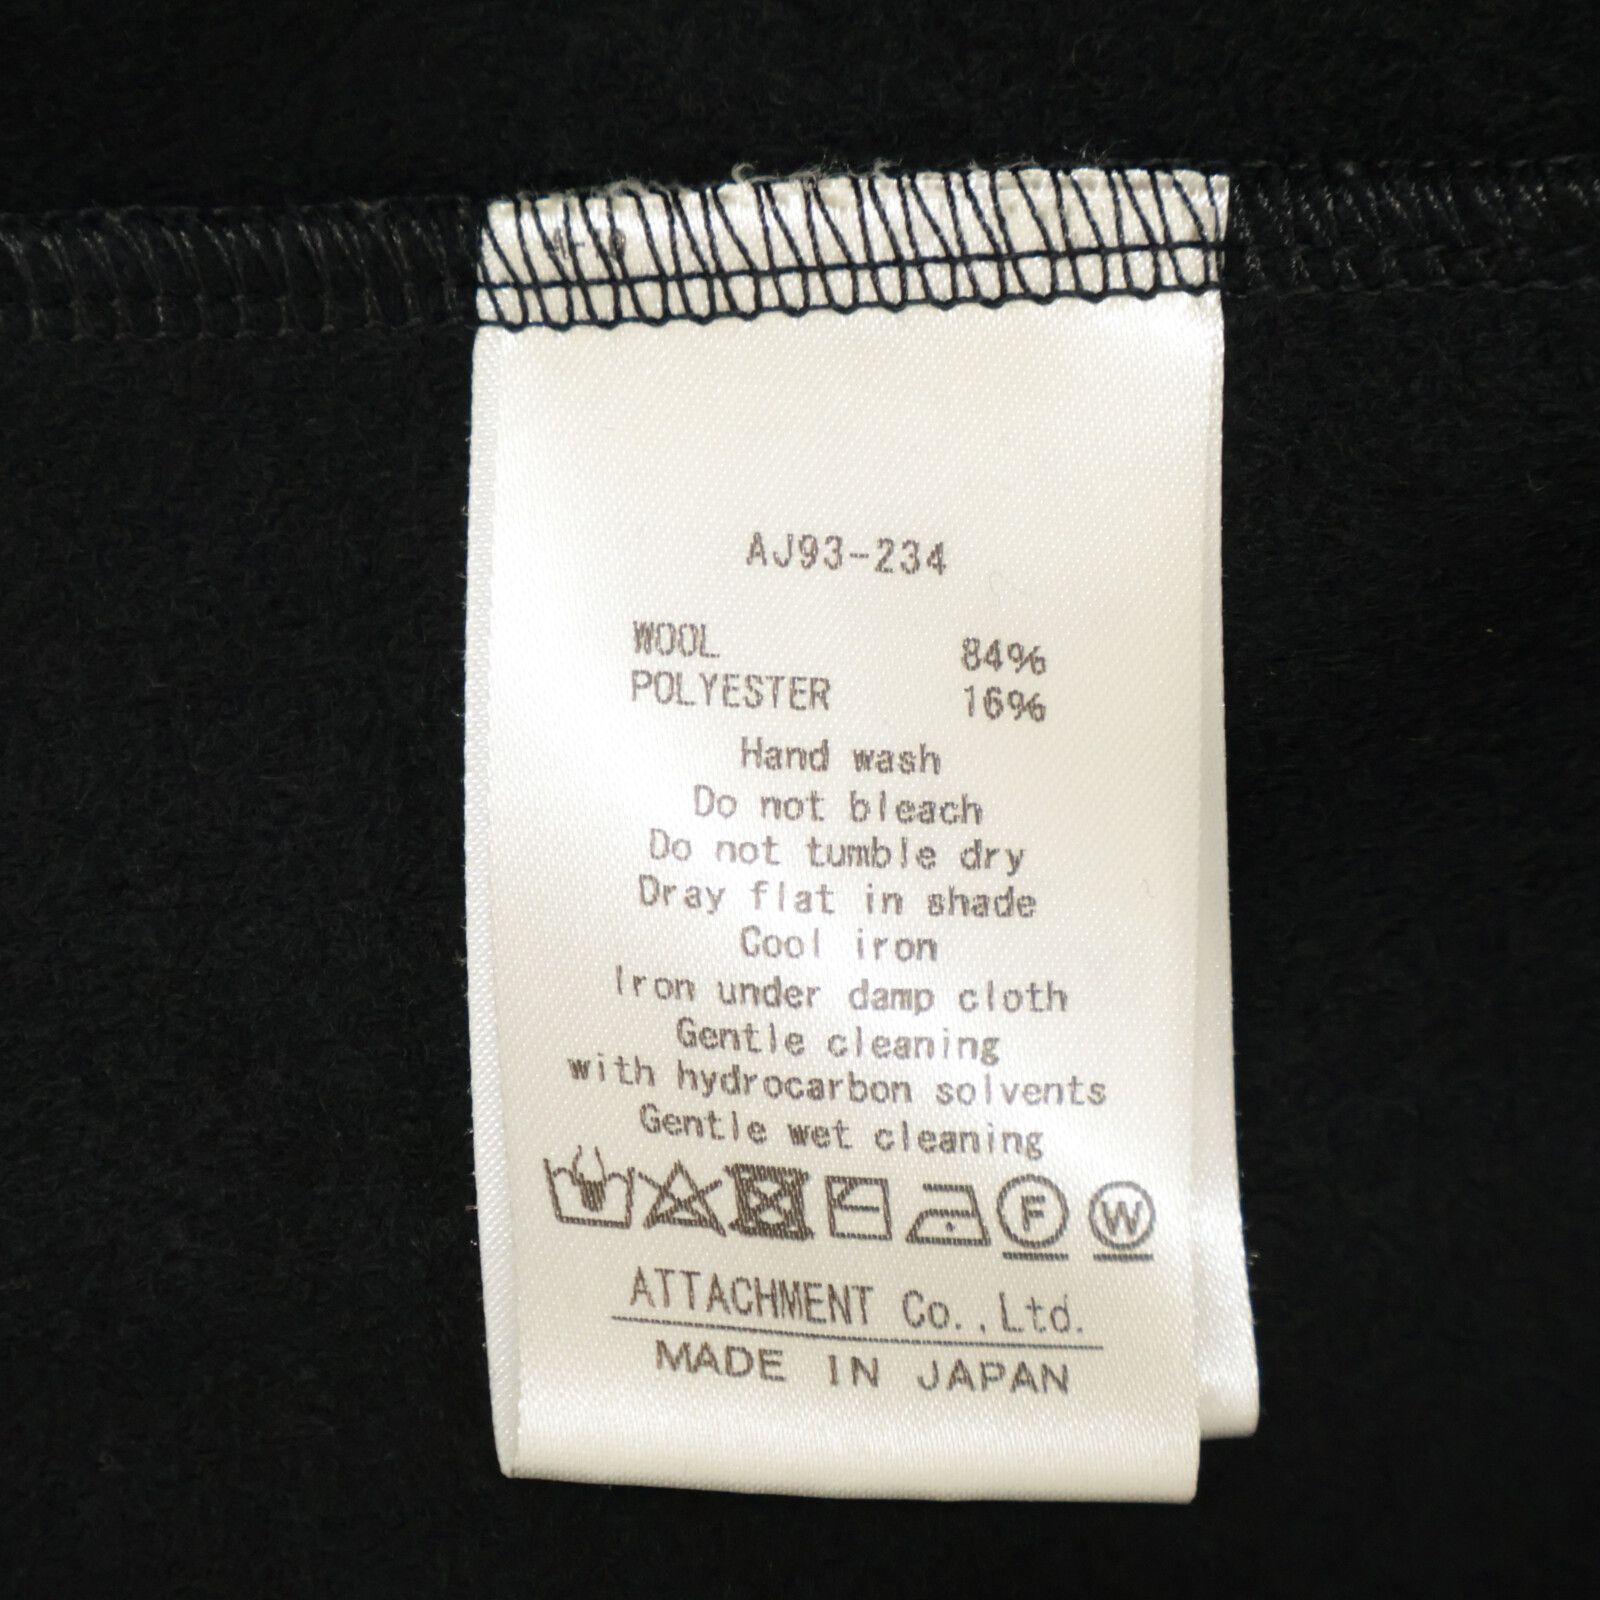 AJ93-234
WOOL 84%
POLYESTER 16%
Hand wash
Do not bleach
Do not tumble dry
Dray flat in shade
Cool iron
Iron under damp cloth
Gentle cleaning
with hydrocarbon solvents
Gentle wet cleaning
F W
ATTACHMENT Co.,Ltd.
MADE IN JAPAN